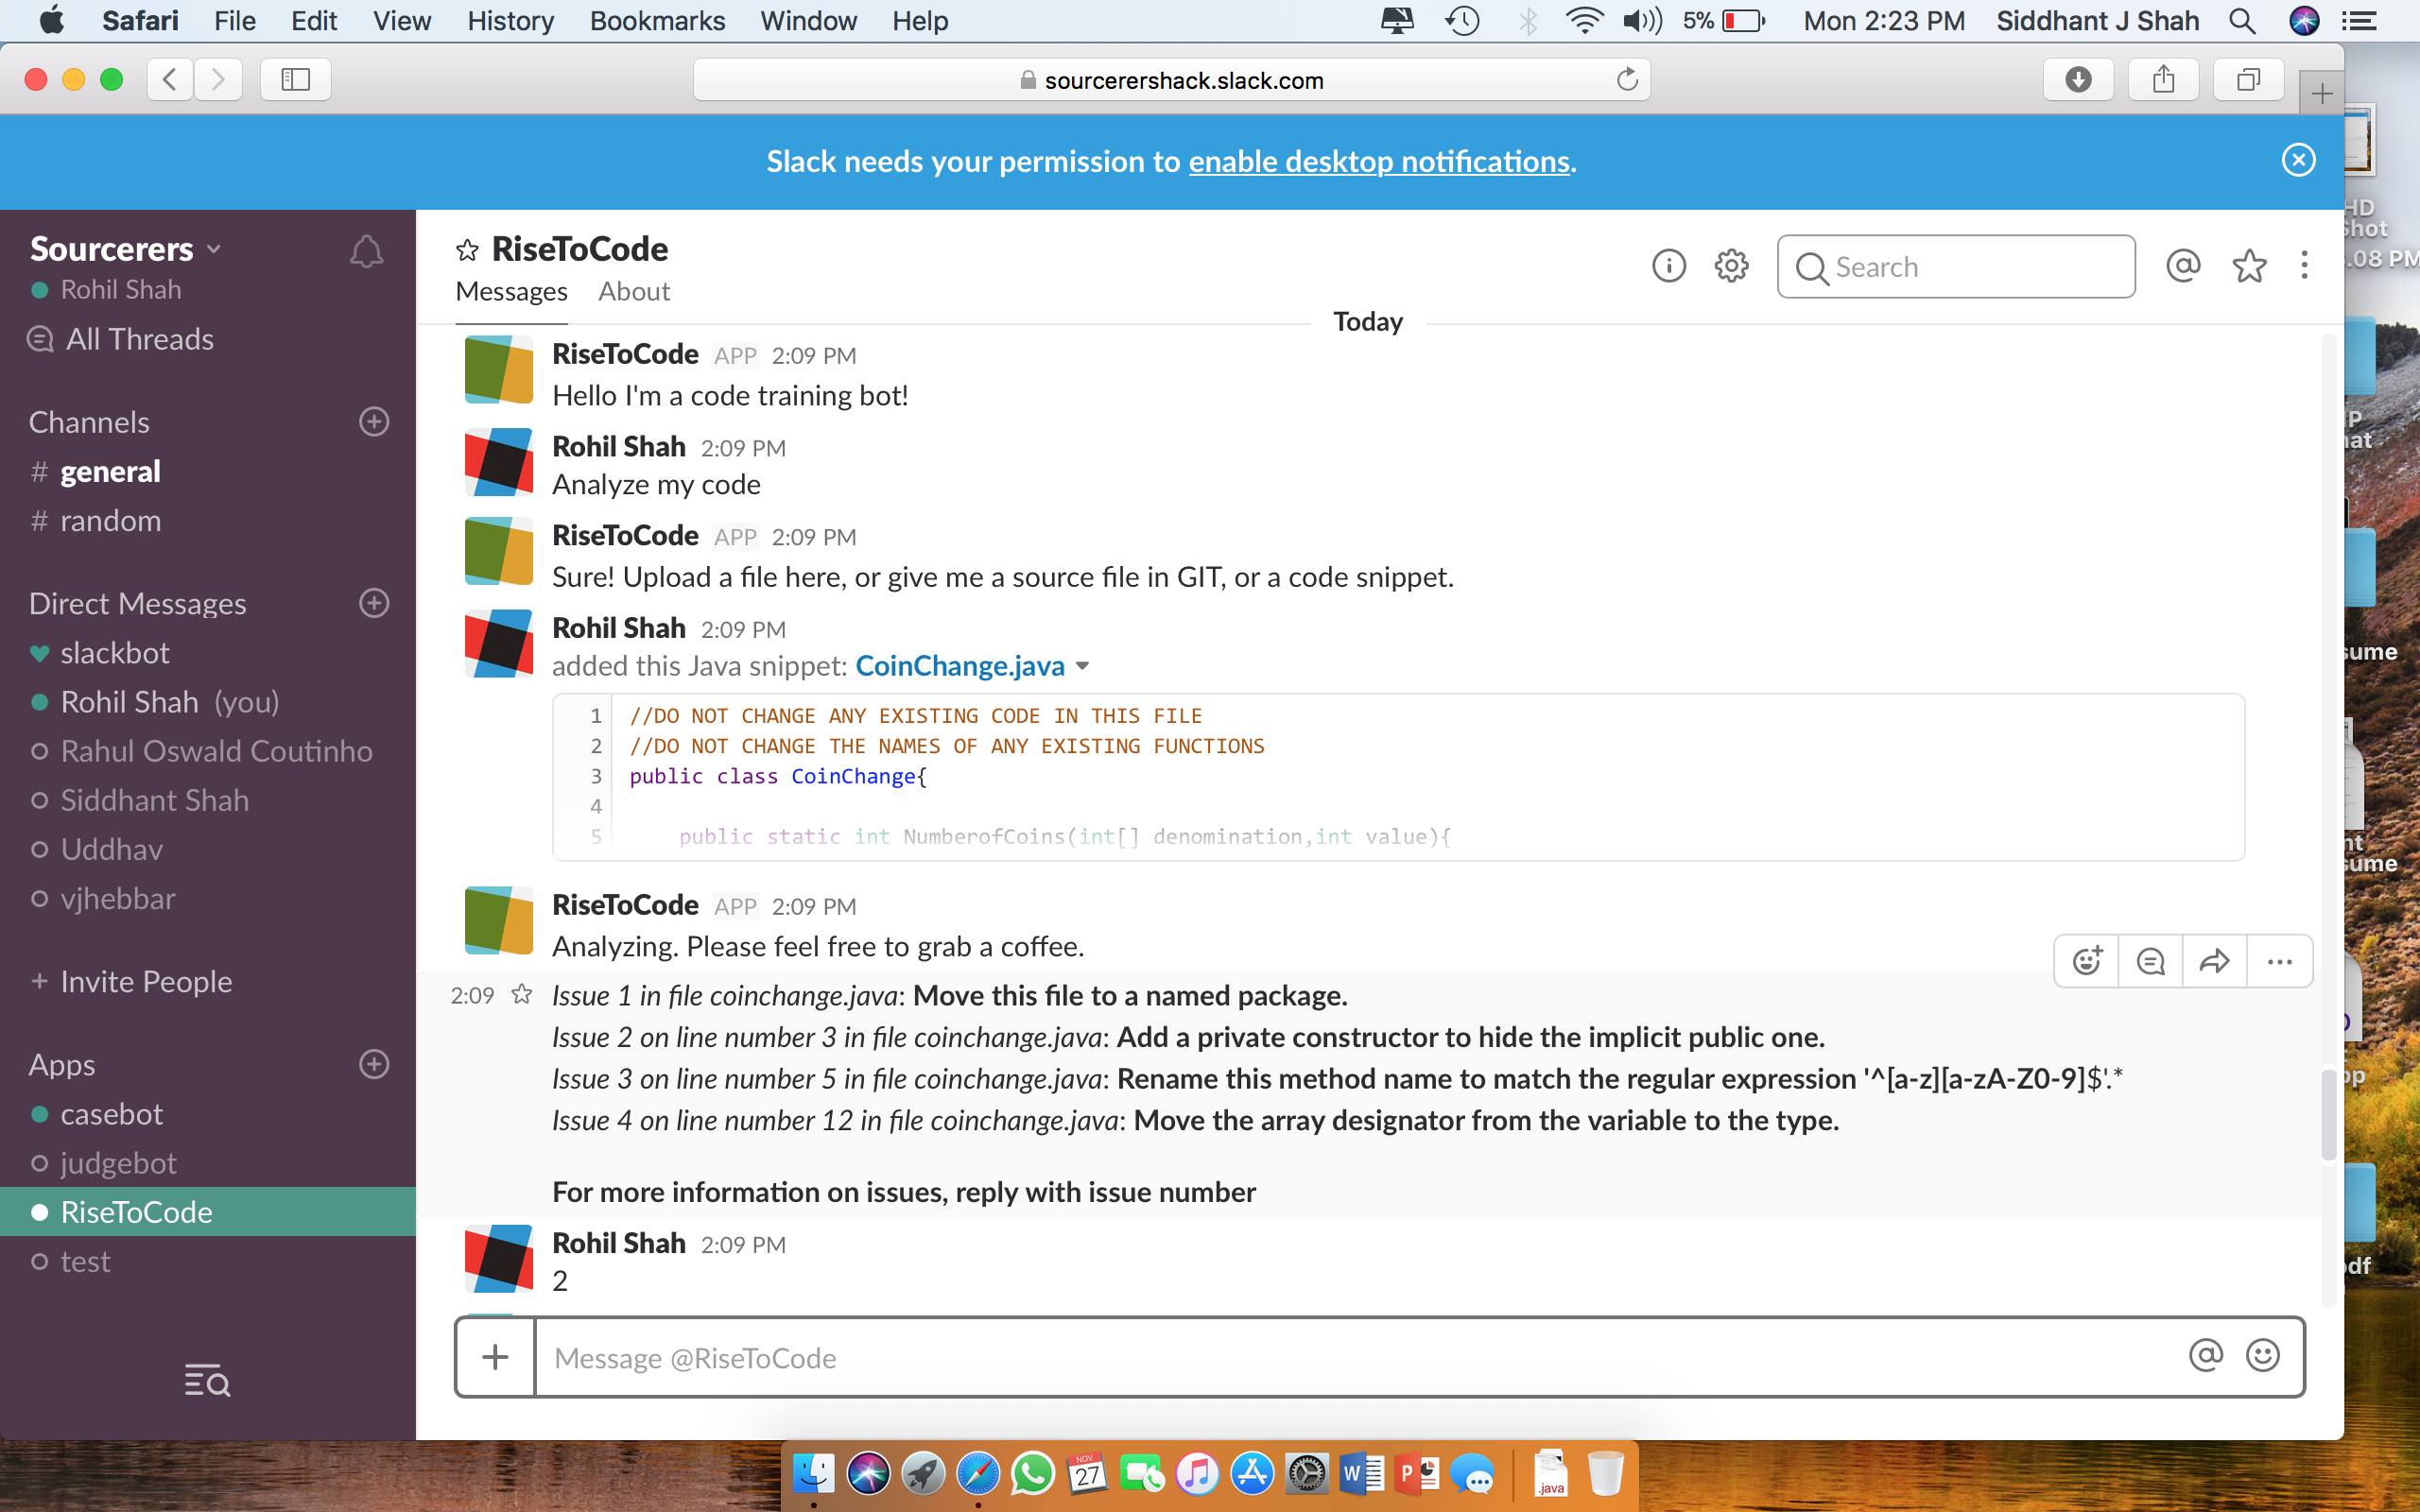 Safari File Edit View History Bookmarks Window Help 5% Mon 2:23 PM Siddhant J Shah
sourcerershack.slack.com
Slack needs your permission to enable desktop notifications.
Sourcerers
Rohil Shah
All Threads
Channels
# general
# random
Direct Messages
slackbot
Rohil Shah (you)
Rahul Oswald Coutinho
Siddhant Shah
Uddhav
vjhebbar
+ Invite People
Apps
casebot
judgebot
RiseToCode
test
RiseToCode
Messages About
Search
Today
RiseToCode APP 2:09 PM
Hello I'm a code training bot!
Rohil Shah 2:09 PM
Analyze my code
RiseToCode APP 2:09 PM
Sure! Upload a file here, or give me a source file in GIT, or a code snippet.
Rohil Shah 2:09 PM
added this Java snippet: CoinChange.java
1 //DO NOT CHANGE ANY EXISTING CODE IN THIS FILE
2 //DO NOT CHANGE THE NAMES OF ANY EXISTING FUNCTIONS
3 public class CoinChange{
4
5 public static int NumberofCoins(int[] denomination,int value){
RiseToCode APP 2:09 PM
Analyzing. Please feel free to grab a coffee.
2:09 Issue 1 in file coinchange.java: Move this file to a named package.
Issue 2 on line number 3 in file coinchange.java: Add a private constructor to hide the implicit public one.
Issue 3 on line number 5 in file coinchange.java: Rename this method name to match the regular expression '^[a-z][a-zA-Z0-9]$'.*
Issue 4 on line number 12 in file coinchange.java: Move the array designator from the variable to the type.
For more information on issues, reply with issue number
Rohil Shah 2:09 PM
2
Message @RiseToCode
HD
.08 PM
NOV
27
W
P
.java